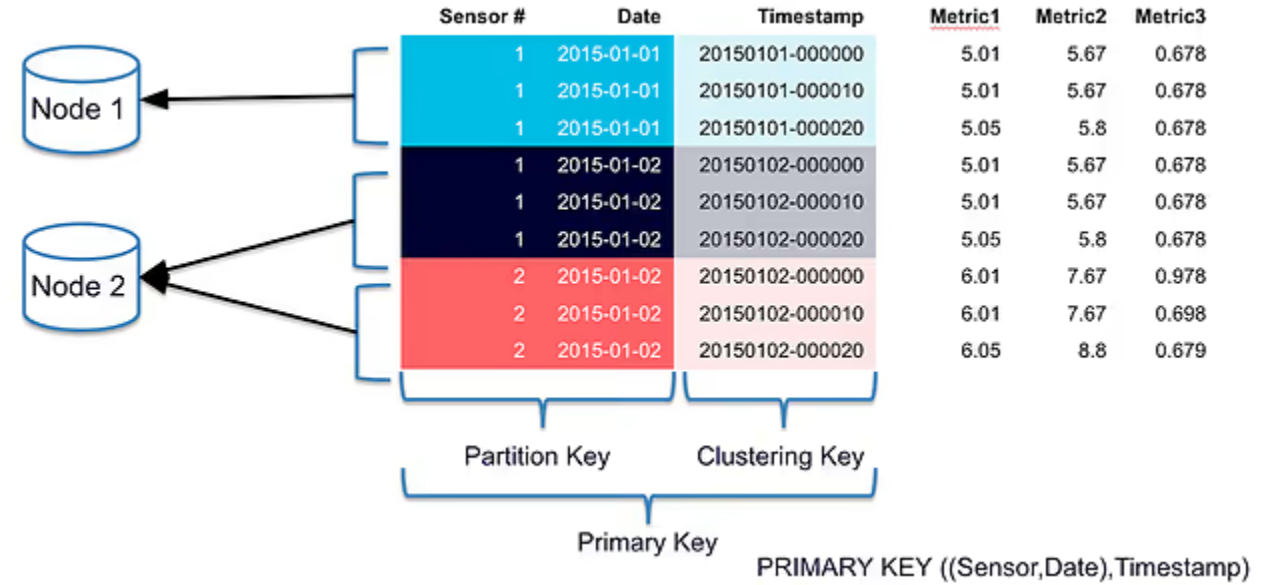 Sensor # Date Timestamp Metric1 Metric2 Metric3
1 2015-01-01 20150101-000000 5.01 5.67 0.678
1 2015-01-01 20150101-000010 5.01 5.67 0.678
1 2015-01-01 20150101-000020 5.05 5.8 0.678
1 2015-01-02 20150102-000000 5.01 5.67 0.678
1 2015-01-02 20150102-000010 5.01 5.67 0.678
1 2015-01-02 20150102-000020 5.05 5.8 0.678
2 2015-01-02 20150102-000000 6.01 7.67 0.978
2 2015-01-02 20150102-000010 6.01 7.67 0.698
2 2015-01-02 20150102-000020 6.05 8.8 0.679
Node 1
Node 2
Partition Key
Clustering Key
Primary Key
PRIMARY KEY ((Sensor,Date),Timestamp)